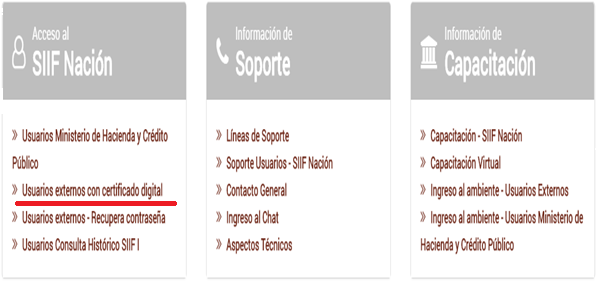 Acceso al
SIIF Nación
» Usuarios Ministerio de Hacienda y Crédito
Público
» Usuarios externos con certificado digital
» Usuarios externos - Recupera contraseña
» Usuarios Consulta Histórico SIIF I
Información de
Soporte
» Líneas de Soporte
» Soporte Usuarios - SIIF Nación
» Contacto General
» Ingreso al Chat
» Aspectos Técnicos
Información de
Capacitación
» Capacitación - SIIF Nación
» Capacitación Virtual
» Ingreso al ambiente - Usuarios Externos
» Ingreso al ambiente - Usuarios Ministerio de
Hacienda y Crédito Público